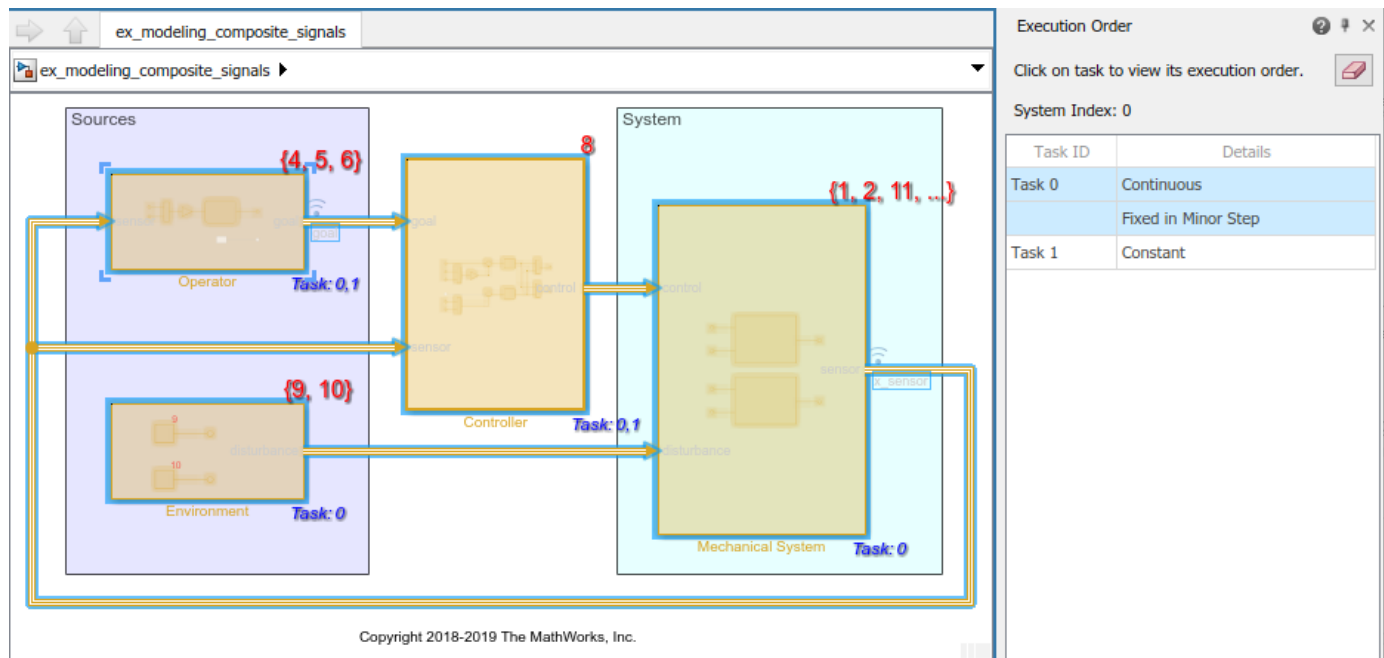 ex_modeling_composite_signals
ex_modeling_composite_signals
Sources
{4, 5, 6}
sensor
goal
goal
Operator
Task: 0,1
8
goal
control
sensor
Controller
Task: 0,1
{9, 10}
9
10
disturbance
Environment
Task: 0
System
{1, 2, 11, ...}
control
sensor
x_sensor
disturbance
Mechanical System
Task: 0
Copyright 2018-2019 The MathWorks, Inc.
Execution Order
Click on task to view its execution order.
System Index: 0
Task ID Details
Task 0 Continuous
Fixed in Minor Step
Task 1 Constant